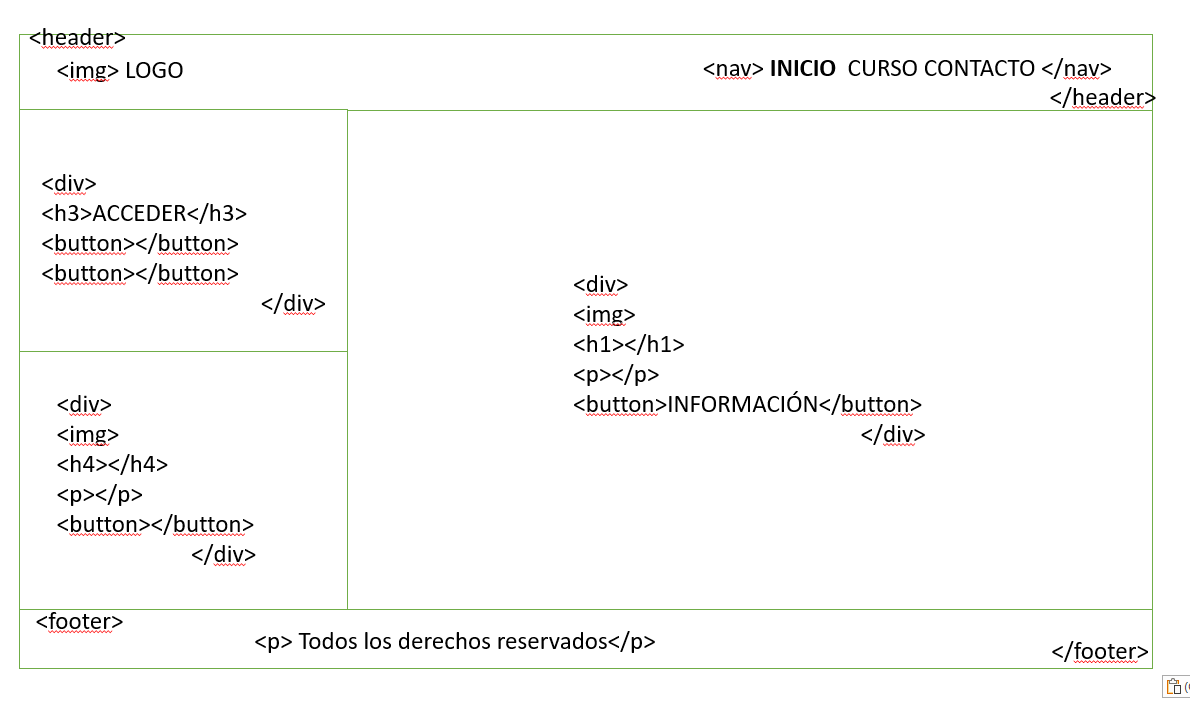 <header>
<img> LOGO
<nav> INICIO  CURSO CONTACTO </nav>
</header>
<div>
<h3>ACCEDER</h3>
<button></button>
<button></button>
</div>
<div>
<img>
<h4></h4>
<p></p>
<button></button>
</div>
<div>
<img>
<h1></h1>
<p></p>
<button>INFORMACIÓN</button>
</div>
<footer>
<p> Todos los derechos reservados</p>
</footer>